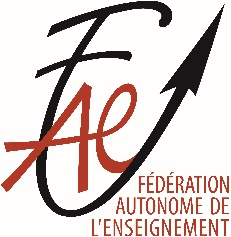 FAE
FÉDÉRATION
AUTONOME DE
L'ENSEIGNEMENT